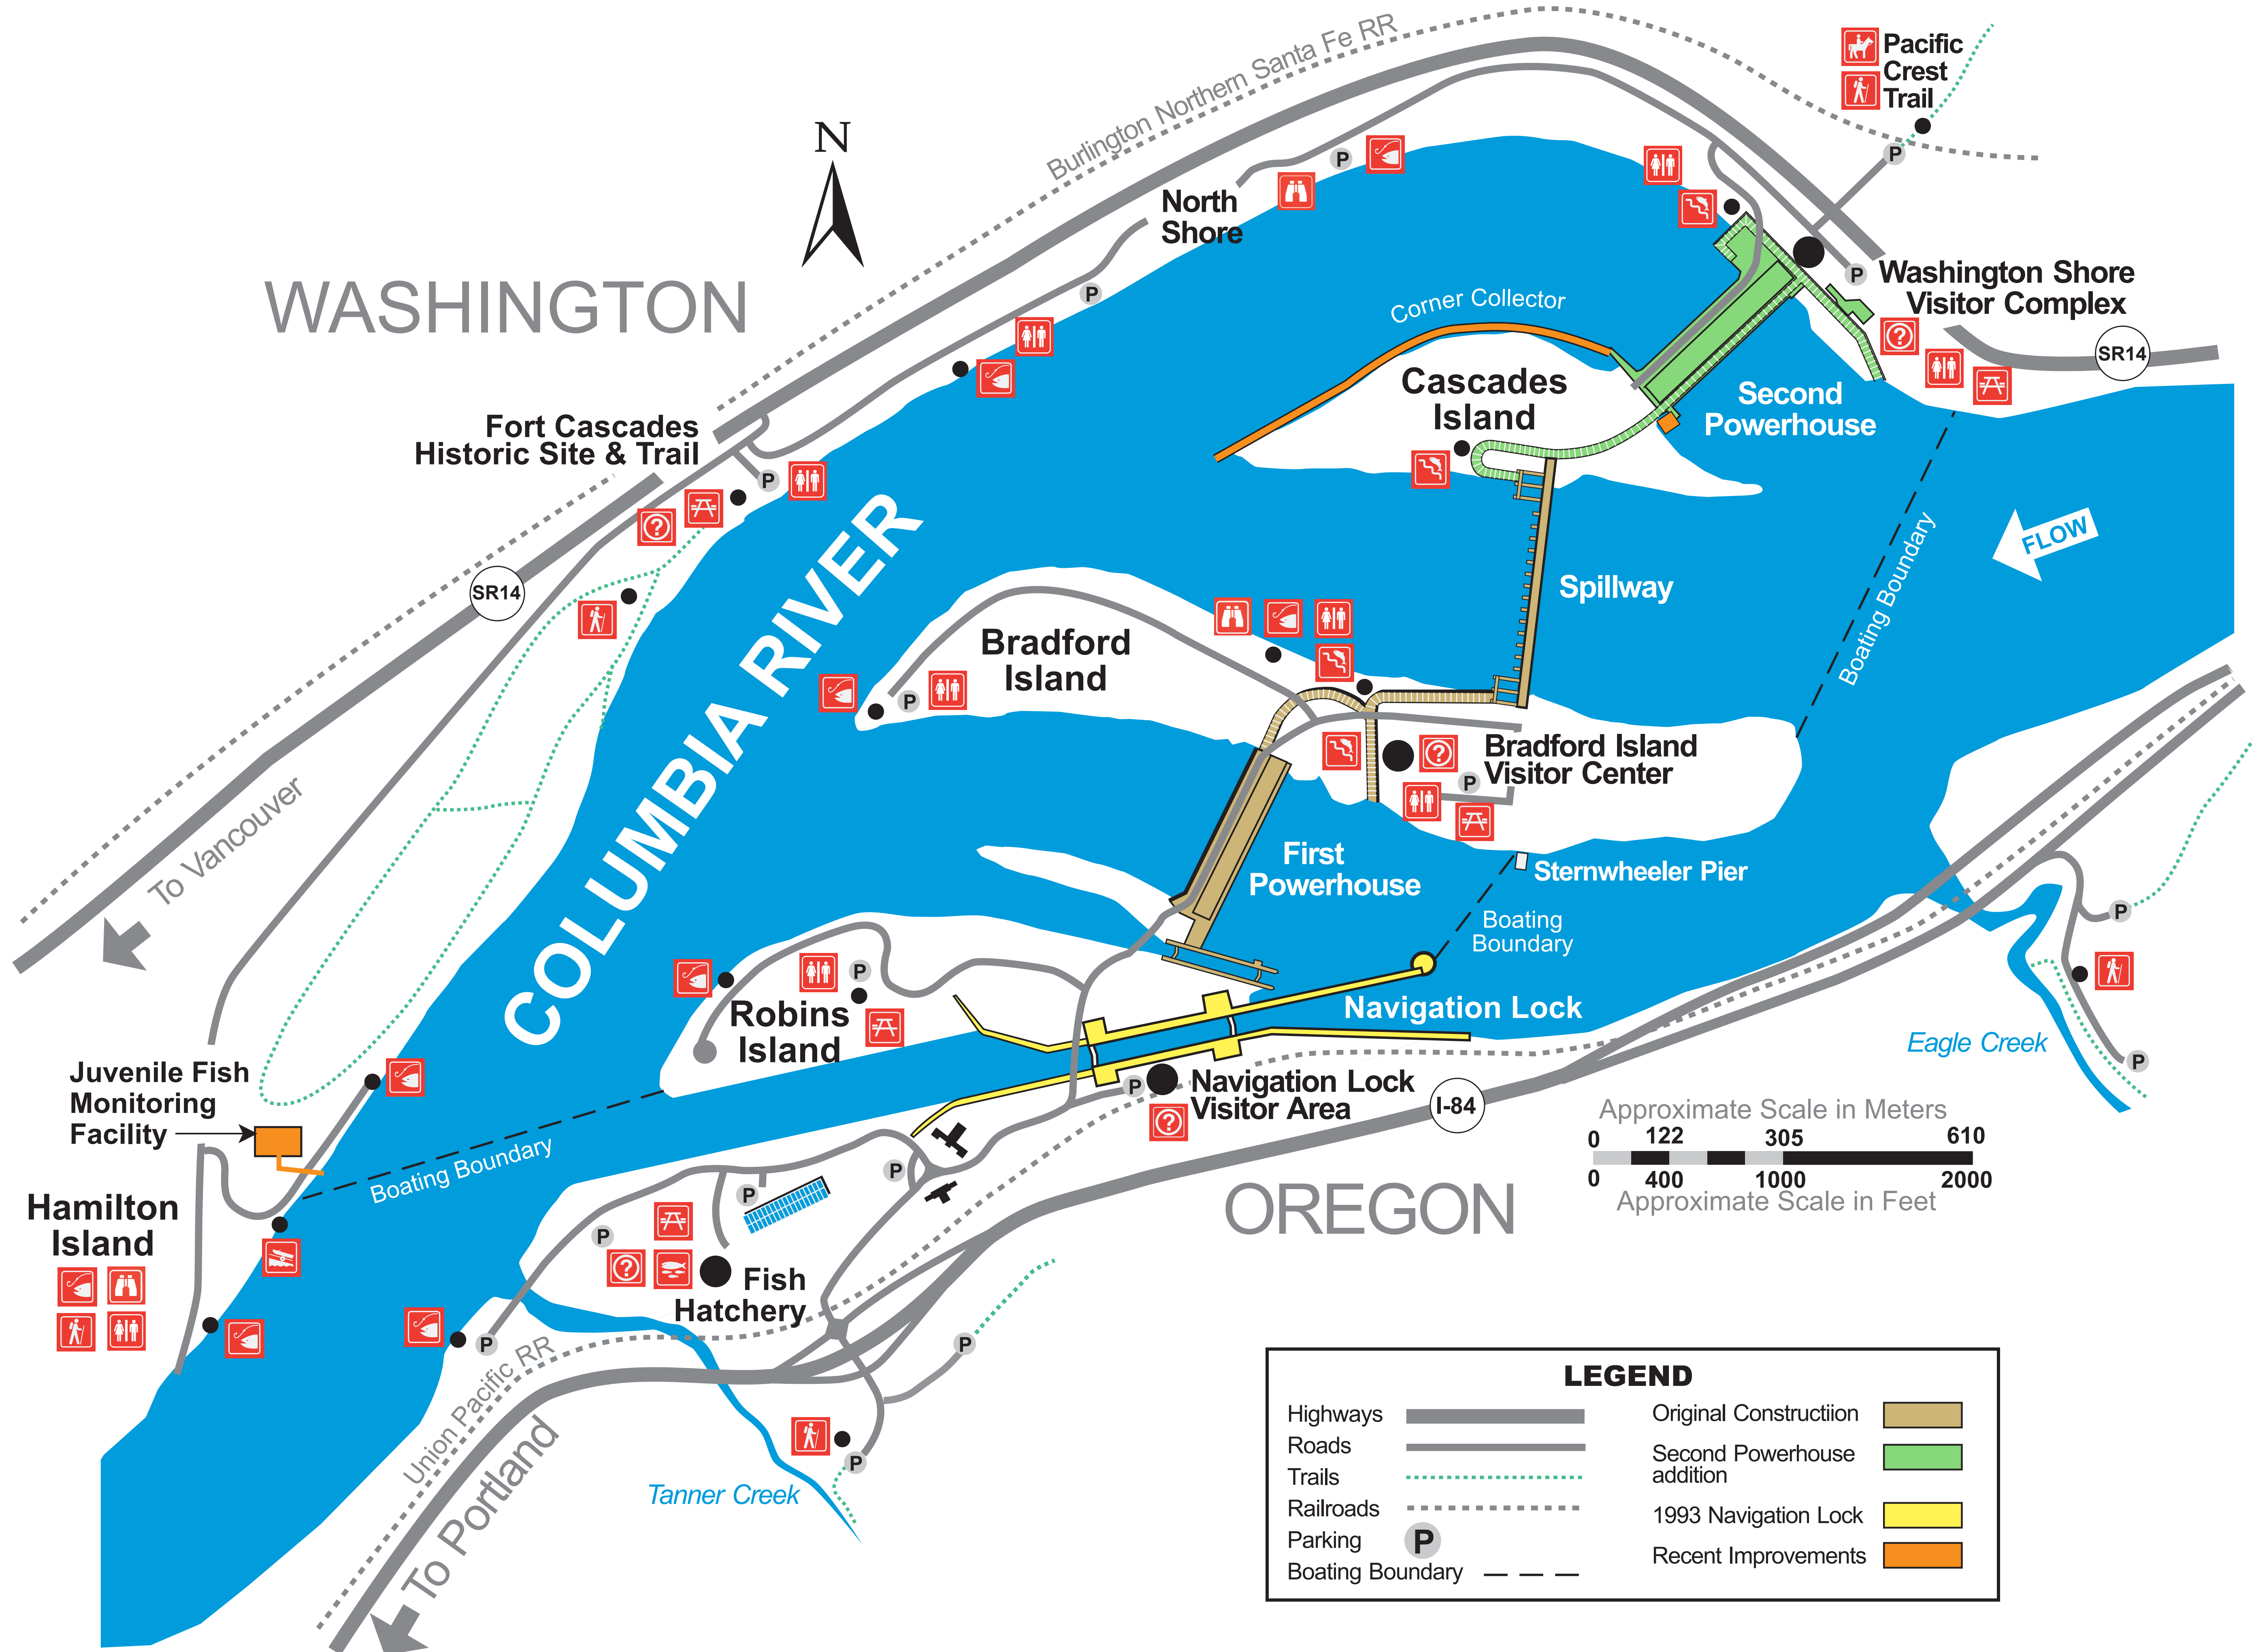 Burlington Northern Santa Fe RR
Pacific
Crest
Trail
P
N
P
North
Shore
WASHINGTON
P
P
Washington Shore
Visitor Complex
?
SR14
Corner Collector
Cascades
Island
Second
Powerhouse
Fort Cascades
Historic Site & Trail
P
?
SR14
COLUMBIA RIVER
FLOW
Boating Boundary
Spillway
Bradford
Island
P
Bradford Island
Visitor Center
?
P
To Vancouver
First
Powerhouse
Sternwheeler Pier
Boating
Boundary
P
P
Robins
Island
Navigation Lock
Eagle Creek
P
Juvenile Fish
Monitoring
Facility
P
Navigation Lock
Visitor Area
?
I-84
Approximate Scale in Meters
0 122 305 610
0 400 1000 2000
Approximate Scale in Feet
Boating Boundary
P
P
OREGON
Hamilton
Island
P
?
Fish
Hatchery
P
P
Union Pacific RR
P
Tanner Creek
To Portland
LEGEND
Highways
Roads
Trails
Railroads
Parking P
Boating Boundary
Original Constructiion
Second Powerhouse
addition
1993 Navigation Lock
Recent Improvements